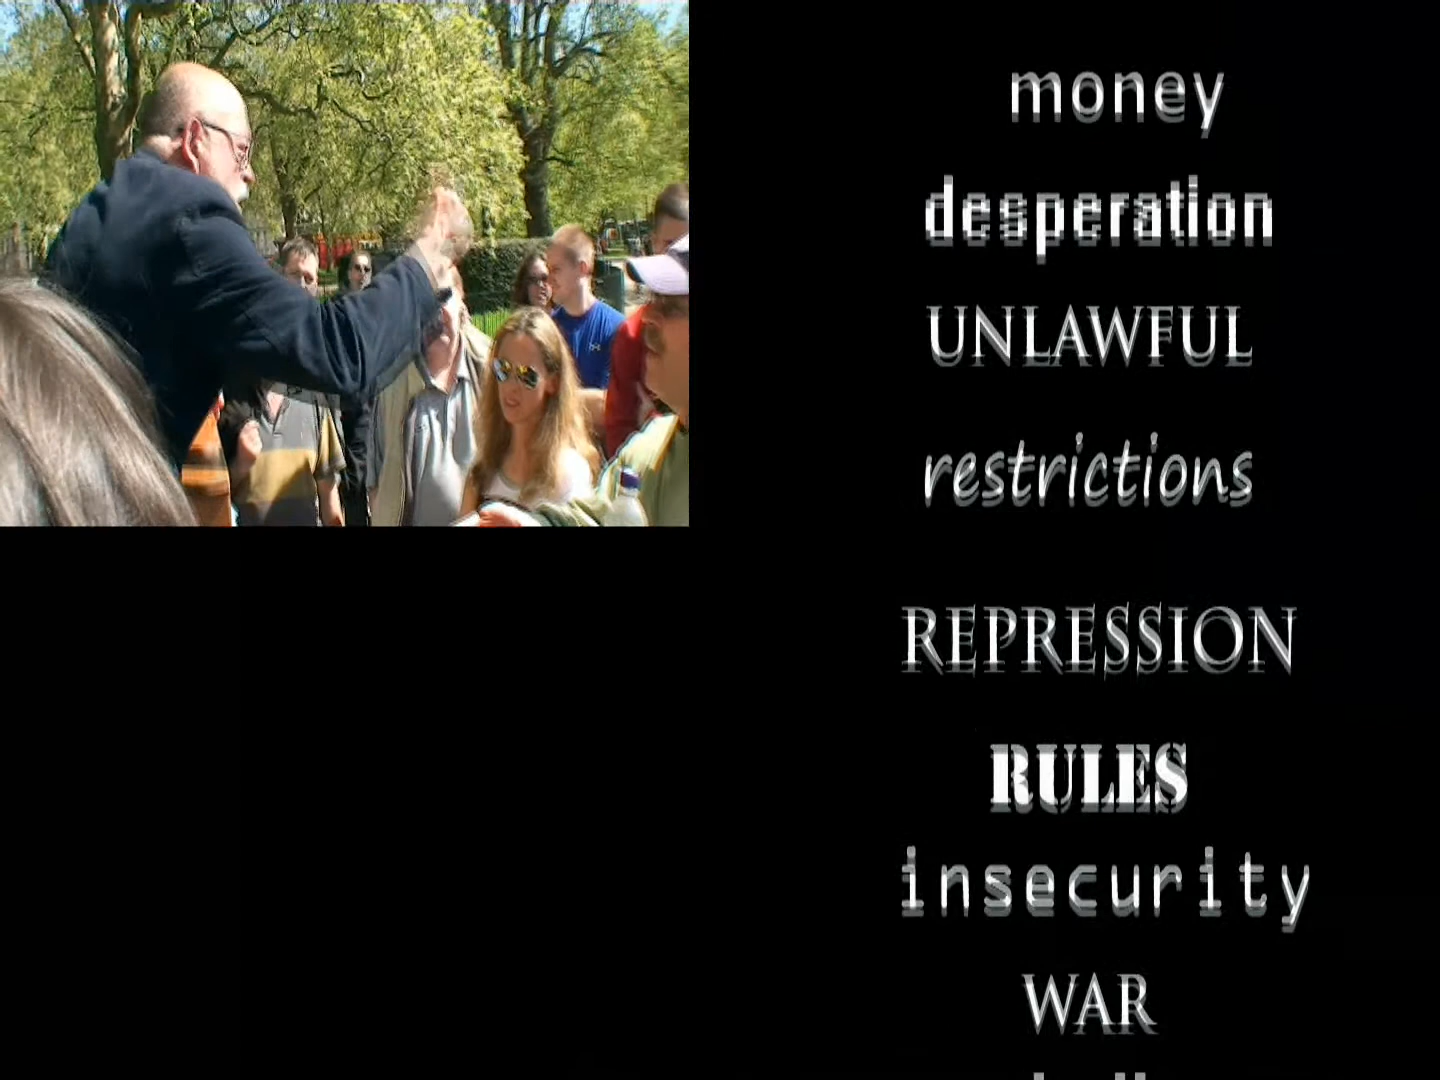 money
desperation
UNLAWFUL
restrictions
REPRESSION
RULES
insecurity
WAR